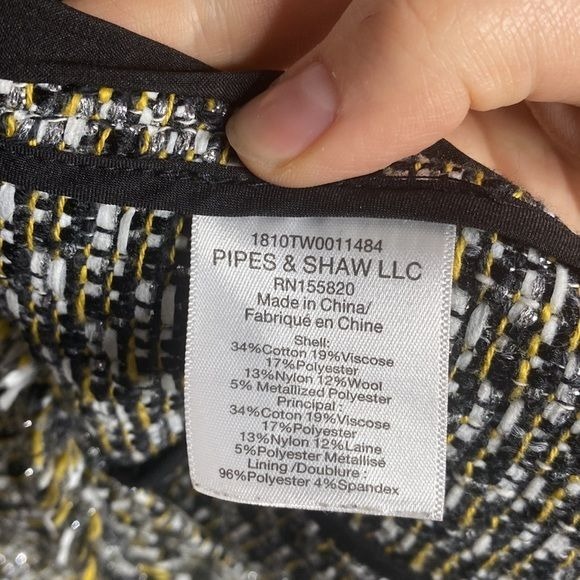 1810TW0011484
PIPES & SHAW LLC
RN155820
Made in China/
Fabriqué en Chine
Shell:
34%Cotton 19%Viscose
17%Polyester
13%Nylon 12%Wool
5% Metallized Polyester
Principal :
34%Coton 19%Viscose
17%Polyester
13%Nylon 12%Laine
5%Polyester Métallisé
Lining /Doublure :
96%Polyester 4%Spandex